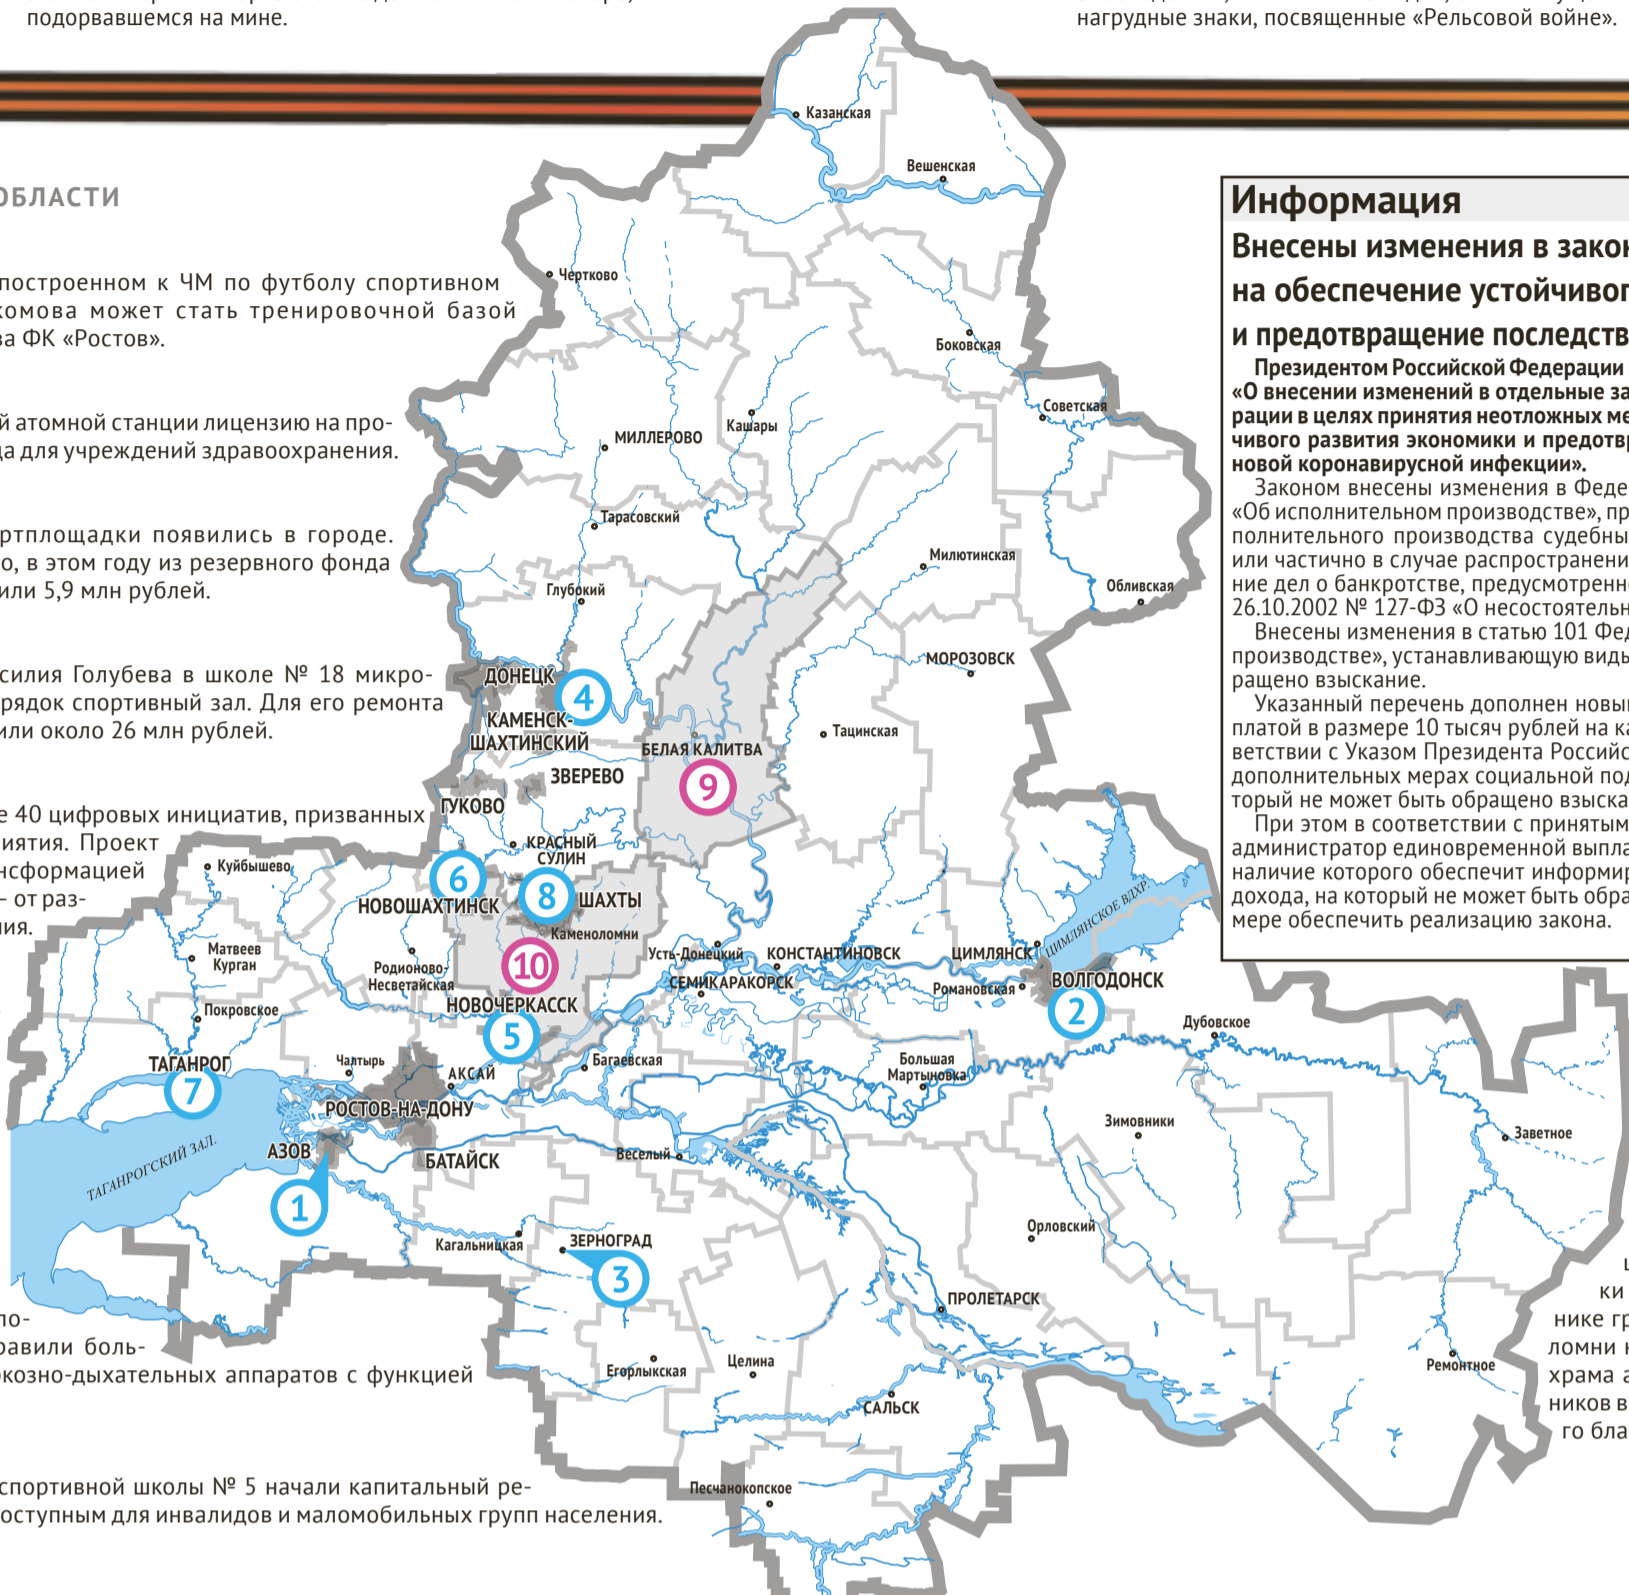 подорвавшемся на мине.
нагрудные знаки, посвященные «Рельсовой войне».
ОБЛАСТИ
построенном к ЧМ по футболу спортивном
комова может стать тренировочной базой
ва ФК «Ростов».
й атомной станции лицензию на про-
да для учреждений здравоохранения.
ртплощадки появились в городе.
о, в этом году из резервного фонда
или 5,9 млн рублей.
силия Голубева в школе № 18 микро-
рядок спортивный зал. Для его ремонта
или около 26 млн рублей.
е 40 цифровых инициатив, призванных
иятия. Проект
нсформацией
– от раз-
ния.
ло-
равили боль-
ркозно-дыхательных аппаратов с функцией
спортивной школы № 5 начали капитальный ре-
оступным для инвалидов и маломобильных групп населения.
Казанская
Вешенская
Чертково
Боковская
Советская
Кашары
МИЛЛЕРОВО
Тарасовский
Милютинская
Глубокий
Обливская
МОРОЗОВСК
ДОНЕЦК
4
КАМЕНСК-
ШАХТИНСКИЙ
Тацинская
БЕЛАЯ КАЛИТВА
9
ЗВЕРЕВО
ГУКОВО
КРАСНЫЙ
СУЛИН
Куйбышево
6
8
НОВОШАХТИНСК
ШАХТЫ
Каменоломни
Матвеев
Курган
Родионово-
Несветайская
10
Усть-Донецкий
КОНСТАНТИНОВСК
ЦИМЛЯНСК
ЦИМЛЯНСКОЕ ВДХР.
СЕМИКАРАКОРСК
Романовская
ВОЛГОДОНСК
2
Покровское
НОВОЧЕРКАССК
5
Дубовское
ТАГАНРОГ
7
Чалтырь
АКСАЙ
Багаевская
Большая
Мартыновка
РОСТОВ-НА-ДОНУ
Зимовники
Заветное
ТАГАНРОГСКИЙ ЗАЛ.
АЗОВ
БАТАЙСК
Веселый
1
Кагальницкая
ЗЕРНОГРАД
3
Орловский
ПРОЛЕТАРСК
Егорлыкская
Целина
Ремонтное
САЛЬСК
Песчанокопское
Информация
Внесены изменения в закон
на обеспечение устойчивог
и предотвращение последств
Президентом Российской Федерации
«О внесении изменений в отдельные за
рации в целях принятия неотложных ме
чивого развития экономики и предотвр
новой коронавирусной инфекции».
Законом внесены изменения в Феде
«Об исполнительном производстве», пр
полнительного производства судебны
или частично в случае распространени
ние дел о банкротстве, предусмотренн
26.10.2002 № 127-ФЗ «О несостоятельн
Внесены изменения в статью 101 Фед
производстве», устанавливающую виды
ращено взыскание.
Указанный перечень дополнен новы
платой в размере 10 тысяч рублей на ка
ветствии с Указом Президента Российс
дополнительных мерах социальной под
торый не может быть обращено взыска
При этом в соответствии с принятым
администратор единовременной выпла
наличие которого обеспечит информир
дохода, на который не может быть обра
мере обеспечить реализацию закона.
ки
нике гр
ломни
храма а
ников в
го бла